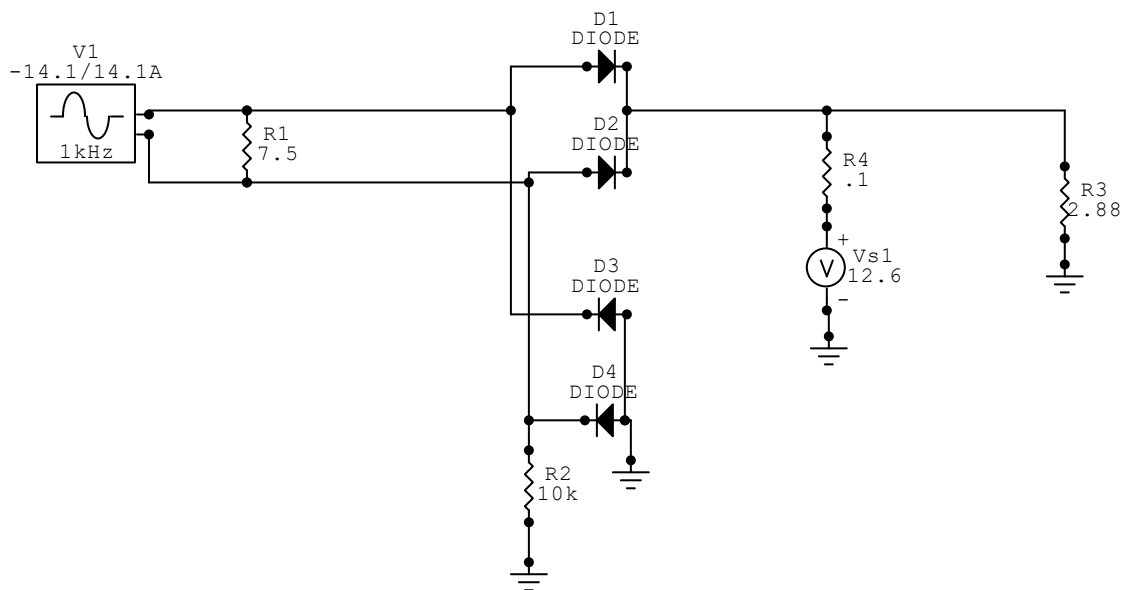 V1
-14.1/14.1A
1kHz
R1
7.5
D1
DIODE
D2
DIODE
D3
DIODE
D4
DIODE
R2
10k
R4
.1
+
Vs1
V
12.6
-
R3
2.88